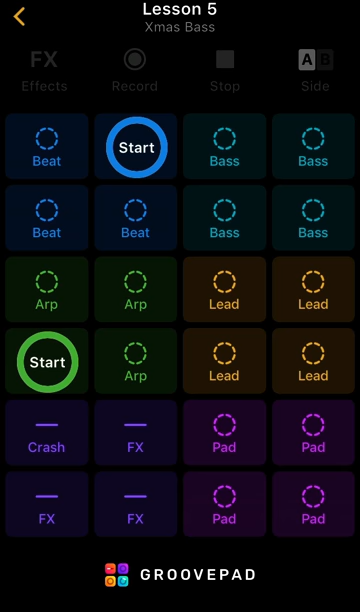 Lesson 5
Xmas Bass
FX
A B
Effects Record Stop Side
Beat Start Bass Bass
Beat Beat Bass Bass
Arp Arp Lead Lead
Start Arp Lead Lead
Crash FX Pad Pad
FX FX Pad Pad
GROOVEPAD